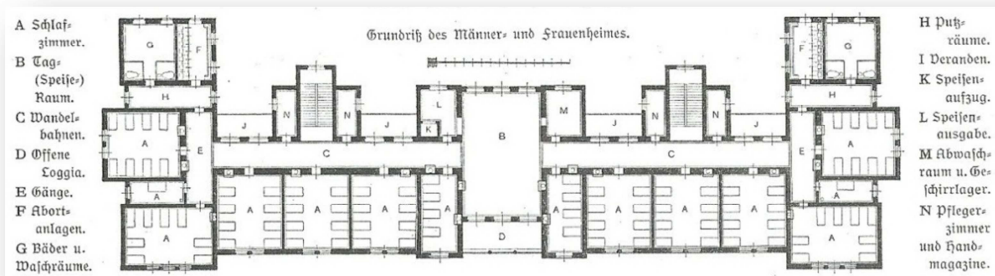 Grundriß des Männer- und Frauenheimes.
A Schlaf-
zimmer.
B Tag-
(Speise-)
Raum.
C Wandel-
bahnen.
D Offene
Loggia.
E Gänge.
F Abort-
anlagen.
G Bäder u.
Waschräume.
G
F
H
A
E
A
A
J
N
N
J
L
K
C
A
A
A
A
B
D
M
J
N
N
J
C
A
A
A
A
F
G
H
E
A
A
A
H Putz-
räume.
I Veranden.
K Speisen-
aufzug.
L Speisen-
ausgabe.
M Abwasch-
raum u. Ge-
schirrlager.
N Pfleger-
zimmer
und Hand-
magazine.